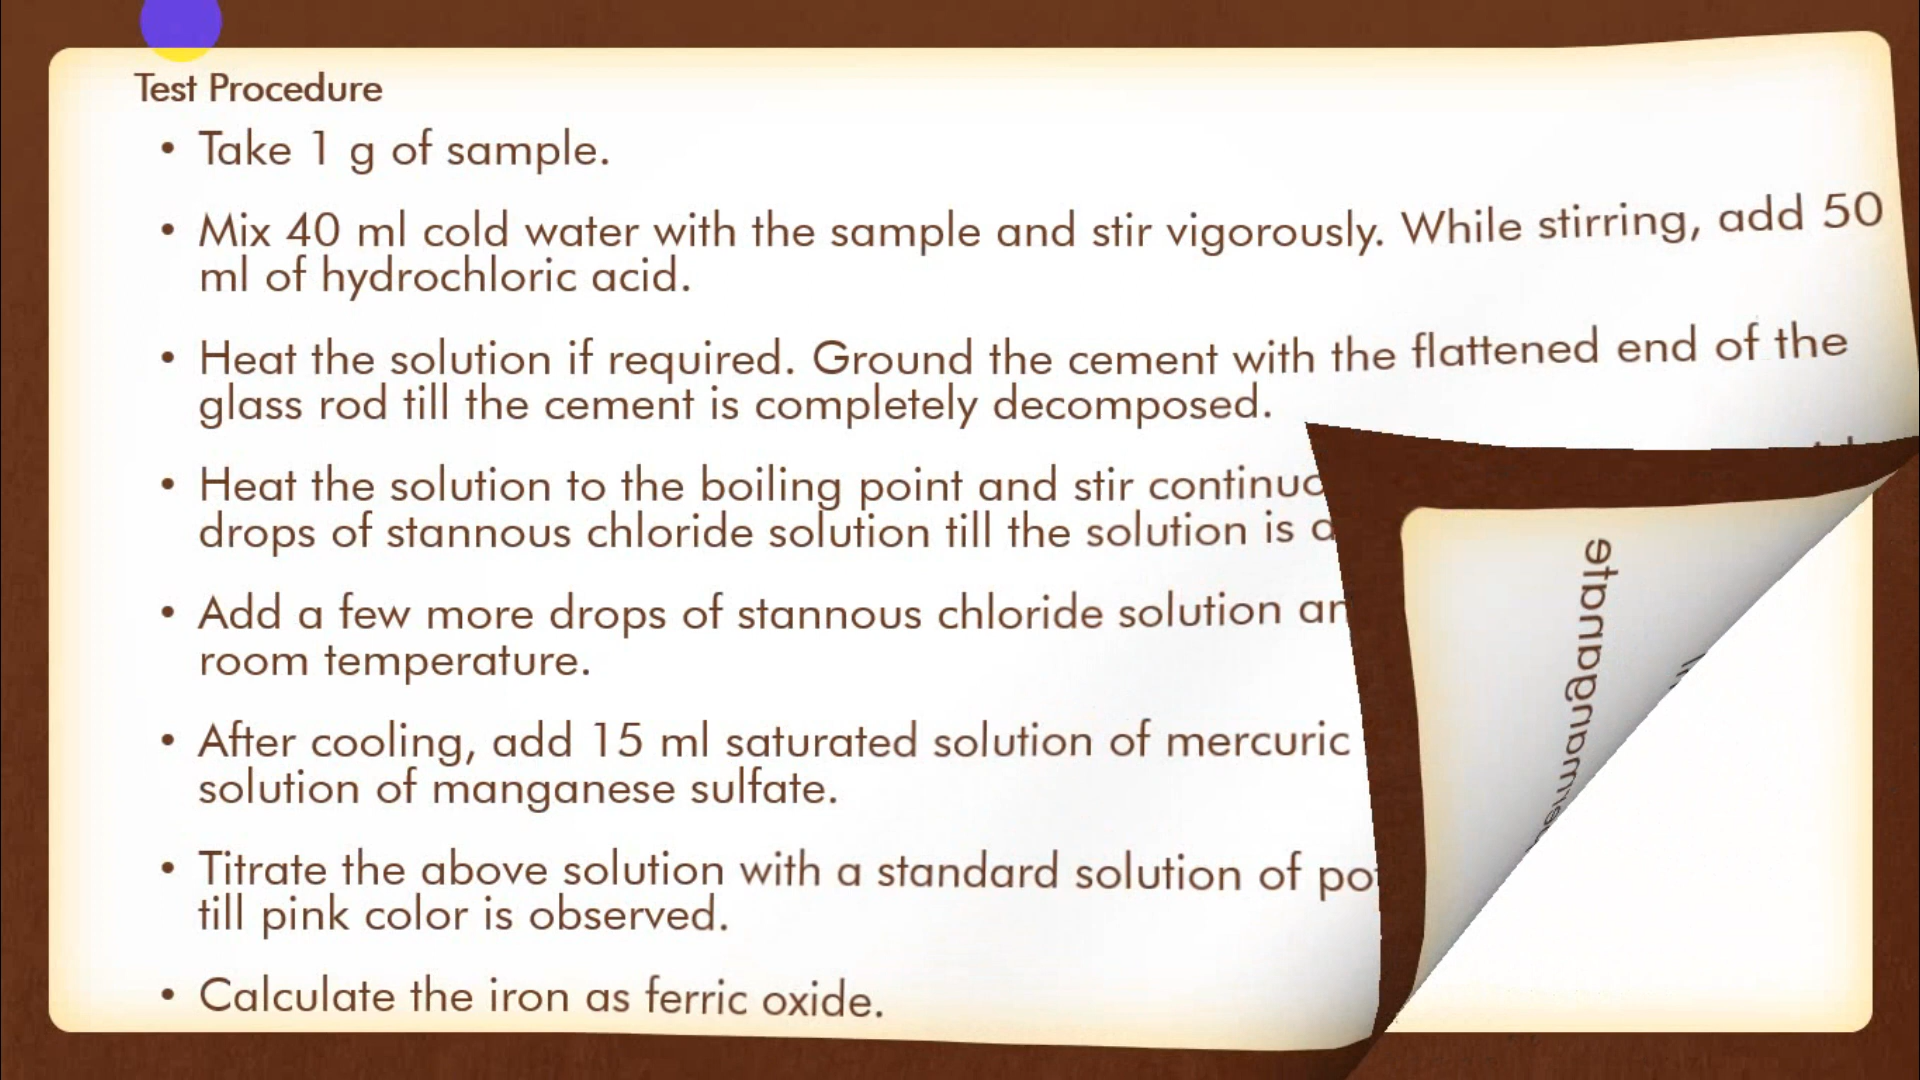 Test Procedure
• Take 1 g of sample.
• Mix 40 ml cold water with the sample and stir vigorously. While stirring, add 50
ml of hydrochloric acid.
• Heat the solution if required. Ground the cement with the flattened end of the
glass rod till the cement is completely decomposed.
• Heat the solution to the boiling point and stir
drops of stannous chloride solution till the solution is
• Add a few more drops of stannous chloride solution
room temperature.
• After cooling, add 15 ml saturated solution of mercuric
solution of manganese sulfate.
• Titrate the above solution with a standard solution of
till pink color is observed.
• Calculate the iron as ferric oxide.